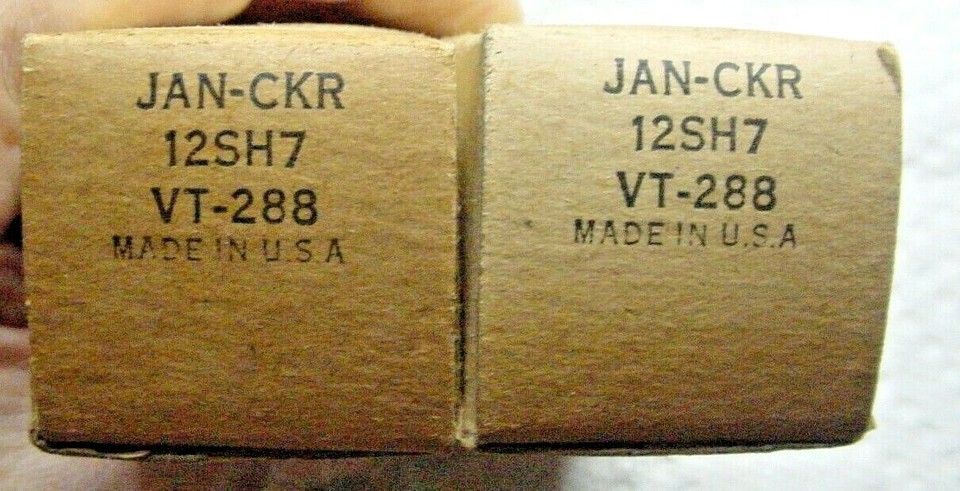 JAN-CKR
12SH7
VT-288
MADE IN U.S.A
JAN-CKR
12SH7
VT-288
MADE IN U.S.A